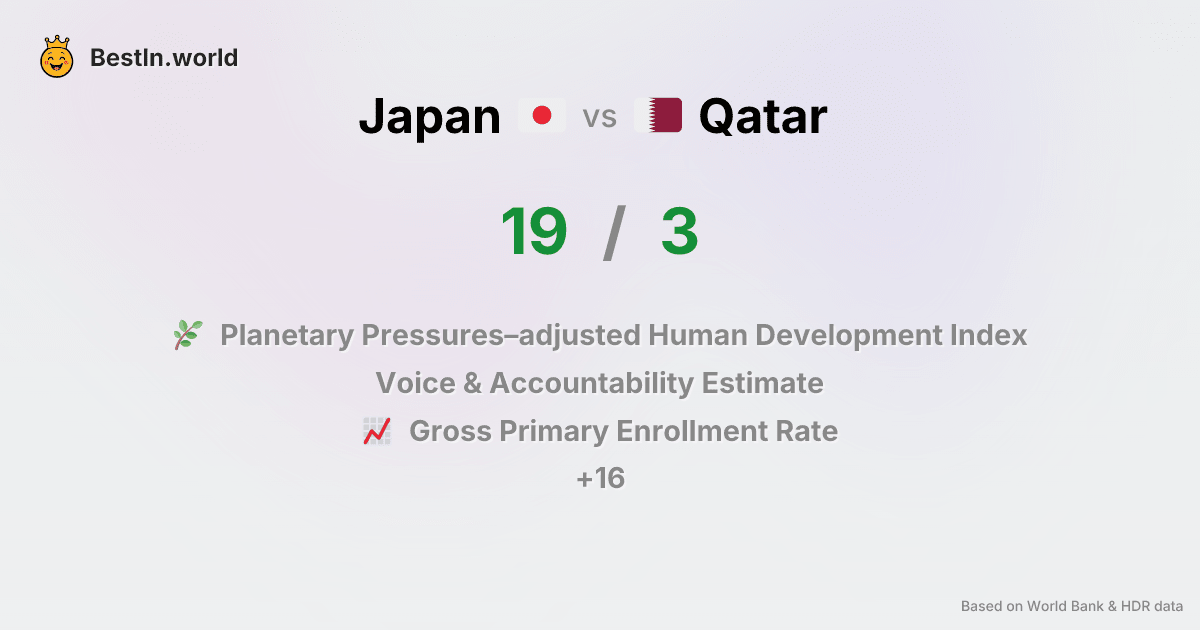 BestIn.world
Japan vs Qatar
19 / 3
Planetary Pressures–adjusted Human Development Index
Voice & Accountability Estimate
Gross Primary Enrollment Rate
+16
Based on World Bank & HDR data